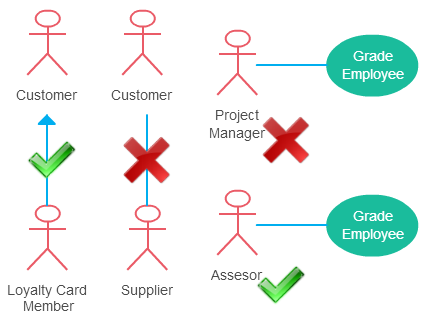 Customer
Customer
Grade
Employee
Project
Manager
Loyalty Card
Member
Supplier
Assesor
Grade
Employee